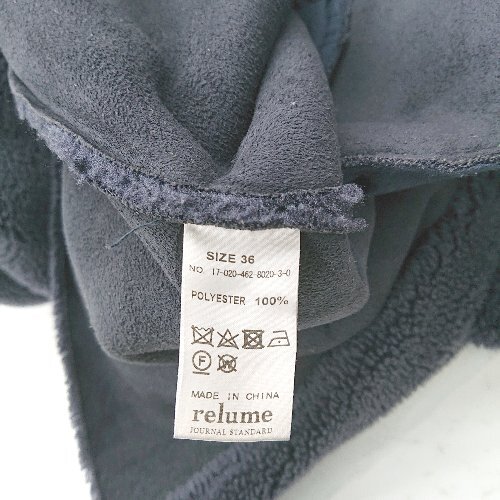 SIZE 36
NO. 17-020-462-8020-3-0
POLYESTER 100%
F W
MADE IN CHINA
relume
JOURNAL STANDARD